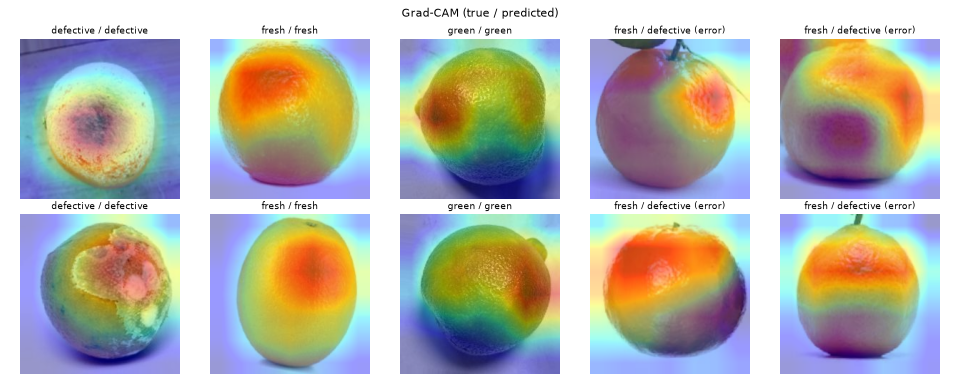 Grad-CAM (true / predicted)
defective / defective
fresh / fresh
green / green
fresh / defective (error)
fresh / defective (error)
defective / defective
fresh / fresh
green / green
fresh / defective (error)
fresh / defective (error)